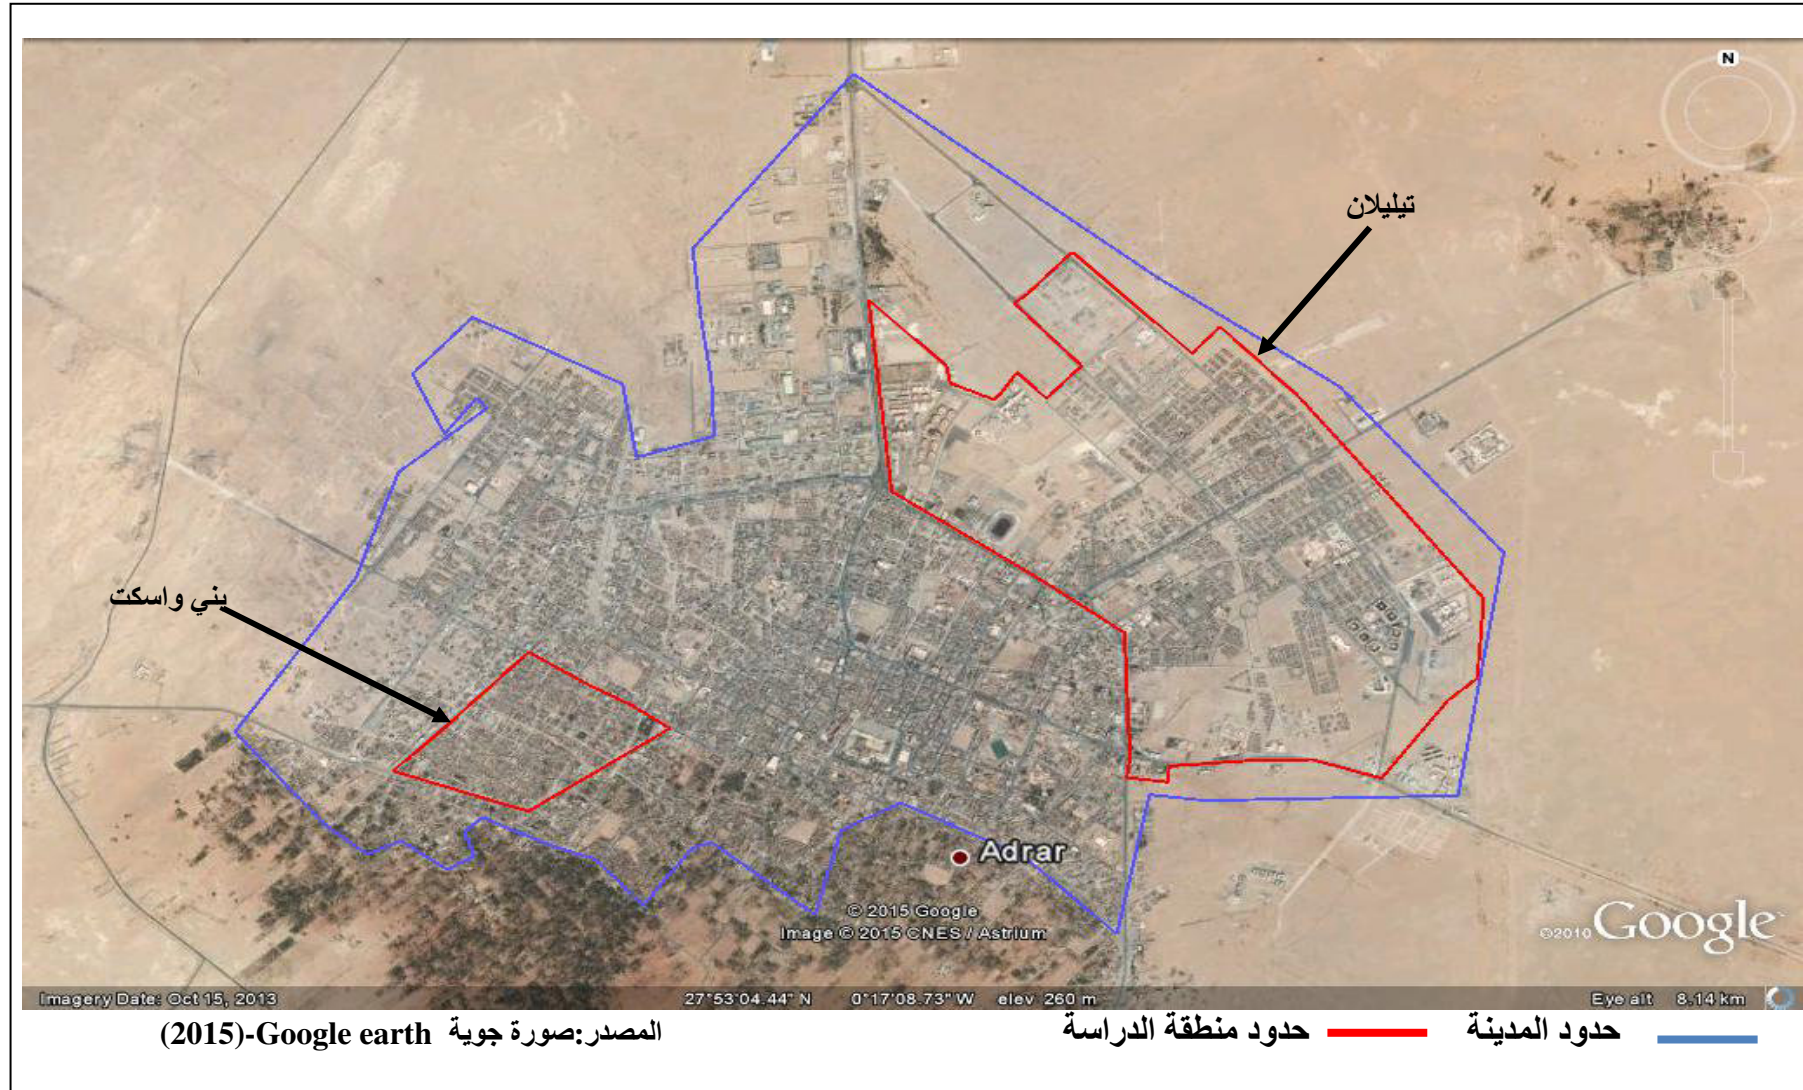 N
تيليلان
بني واسكت
Adrar
© 2015 Google
Image © 2015 CNES / Astrium
©2010 Google
Imagery Date: Oct 15, 2013 27°53'04.44" N 0°17'08.73" W elev 260 m Eye alt 8.14 km
حدود المدينة حدود منطقة الدراسة المصدر:صورة جوية Google earth-(2015)